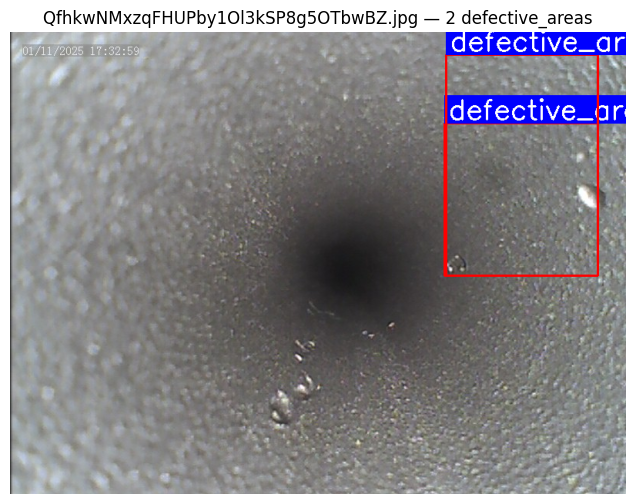 QfhkwNMxzqFHUPby1Ol3kSP8g5OTbwBZ.jpg — 2 defective_areas
01/11/2025 17:32:59
defective_ar
defective_are